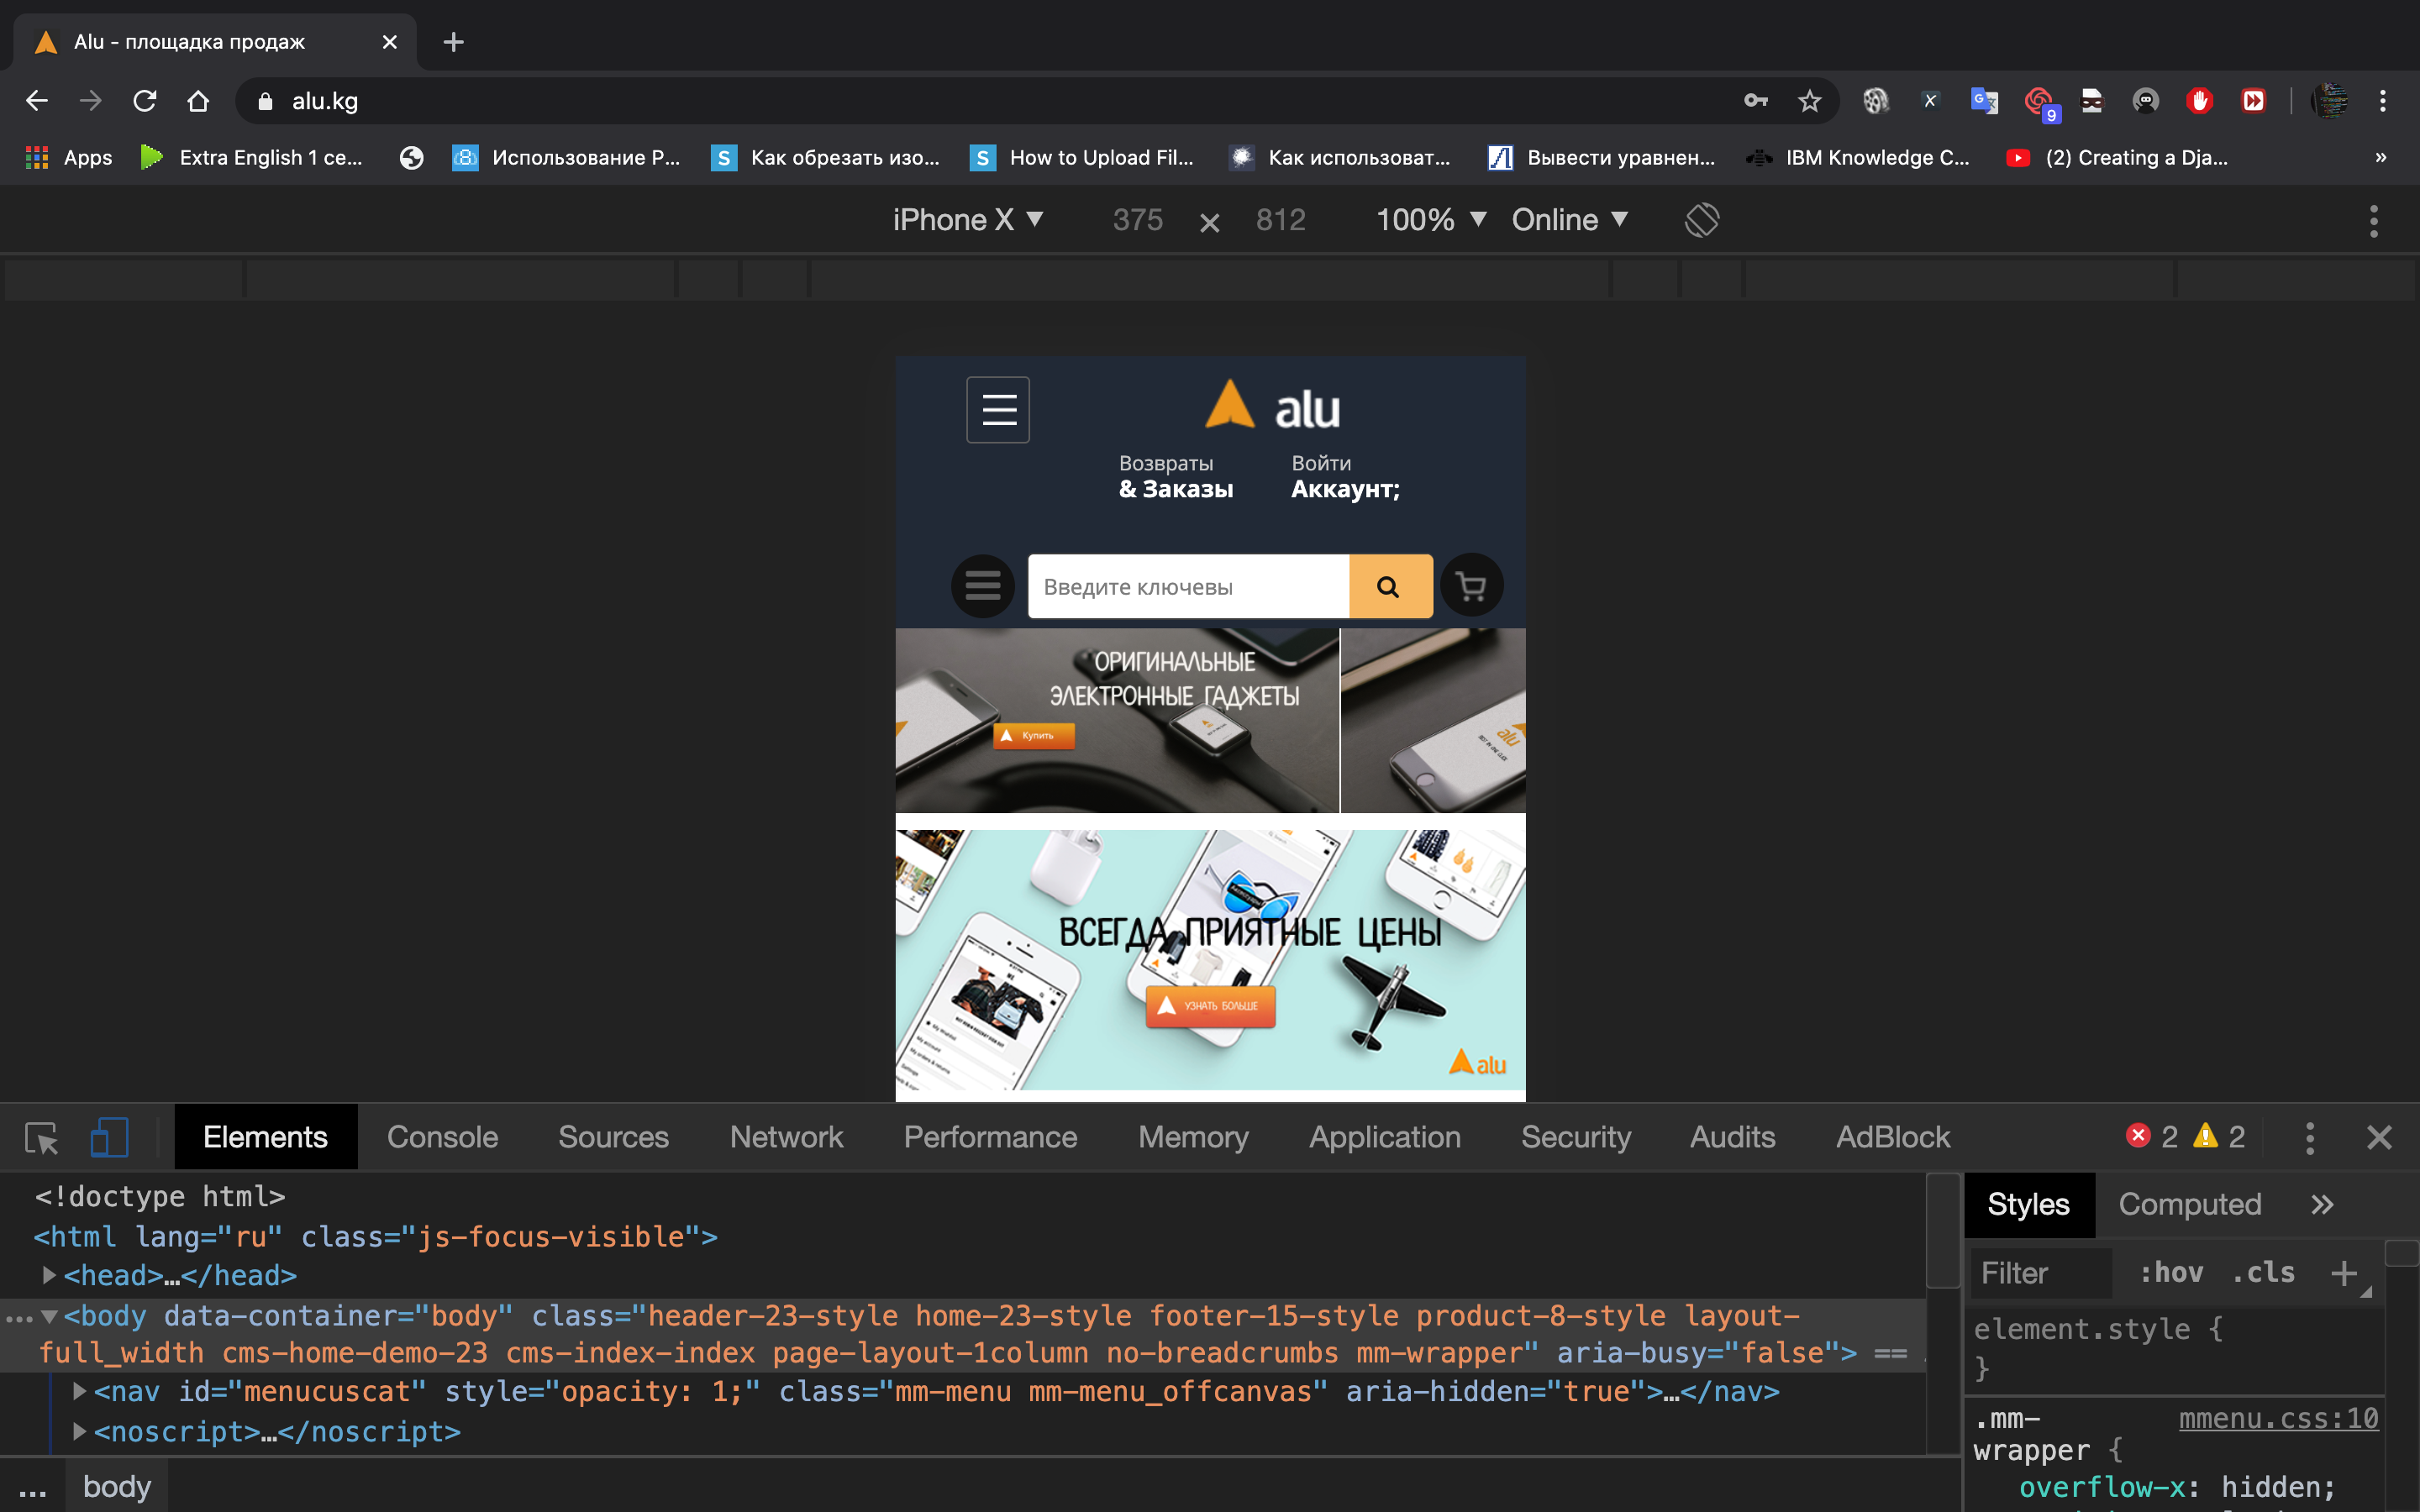 Alu - площадка продаж
alu.kg
9
Apps
Extra English 1 се...
Использование Р...
Как обрезать изо...
How to Upload Fil...
Как использоват...
Вывести уравнен...
IBM Knowledge C...
(2) Creating a Dja...
»
iPhone X ▼ 375 × 812 100% ▼ Online ▼
alu
Возвраты
& Заказы
Войти
Аккаунт;
Введите ключевы
ОРИГИНАЛЬНЫЕ
ЭЛЕКТРОННЫЕ ГАДЖЕТЫ
Купить
alu
ВСЕГДА ПРИЯТНЫЕ ЦЕНЫ
УЗНАТЬ БОЛЬШЕ
alu
Elements Console Sources Network Performance Memory Application Security Audits AdBlock 2 2
<!doctype html>
<html lang="ru" class="js-focus-visible">
<head>…</head>
<body data-container="body" class="header-23-style home-23-style footer-15-style product-8-style layout-
full_width cms-home-demo-23 cms-index-index page-layout-1column no-breadcrumbs mm-wrapper" aria-busy="false"> ==
<nav id="menucuscat" style="opacity: 1;" class="mm-menu mm-menu_offcanvas" aria-hidden="true">…</nav>
<noscript>…</noscript>
... body
Styles Computed »
Filter :hov .cls +
element.style {
}
.mm- mmenu.css:10
wrapper {
overflow-x: hidden;